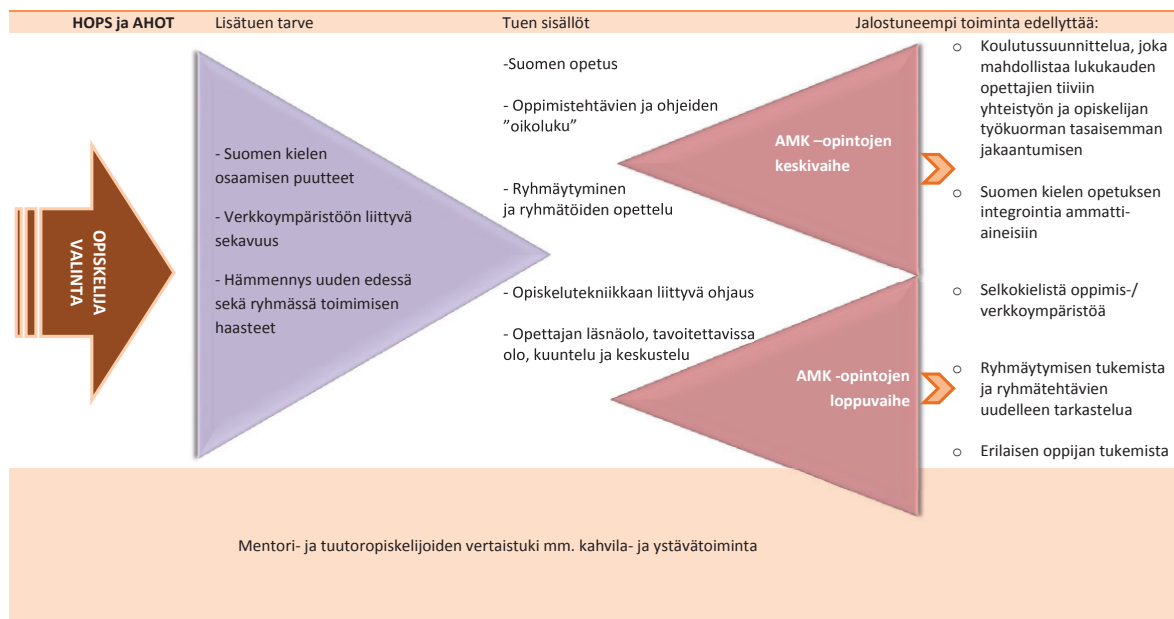 HOPS ja AHOT
Lisätuen tarve
Tuen sisällöt
Jalostuneempi toiminta edellyttää:
OPISKELIJA
VALINTA
- Suomen kielen
osaamisen puutteet
- Verkkoympäristöön liittyvä
sekavuus
- Hämmennys uuden edessä
sekä ryhmässä toimimisen
haasteet
-Suomen opetus
- Oppimistehtävien ja ohjeiden
”oikoluku”
- Ryhmäytyminen
ja ryhmätöiden opettelu
- Opiskelutekniikkaan liittyvä ohjaus
- Opettajan läsnäolo, tavoitettavissa
olo, kuuntelu ja keskustelu
AMK –opintojen
keskivaihe
AMK -opintojen
loppuvaihe
o Koulutussuunnittelua, joka
mahdollistaa lukukauden
opettajien tiiviin
yhteistyön ja opiskelijan
työkuorman tasaisemman
jakaantumisen
o Suomen kielen opetuksen
integrointia ammatti-
aineisiin
o Selkokielistä oppimis-/
verkkoympäristöä
o Ryhmäytymisen tukemista
ja ryhmätehtävien
uudelleen tarkastelua
o Erilaisen oppijan tukemista
Mentori- ja tuutoropiskelijoiden vertaistuki mm. kahvila- ja ystävätoiminta